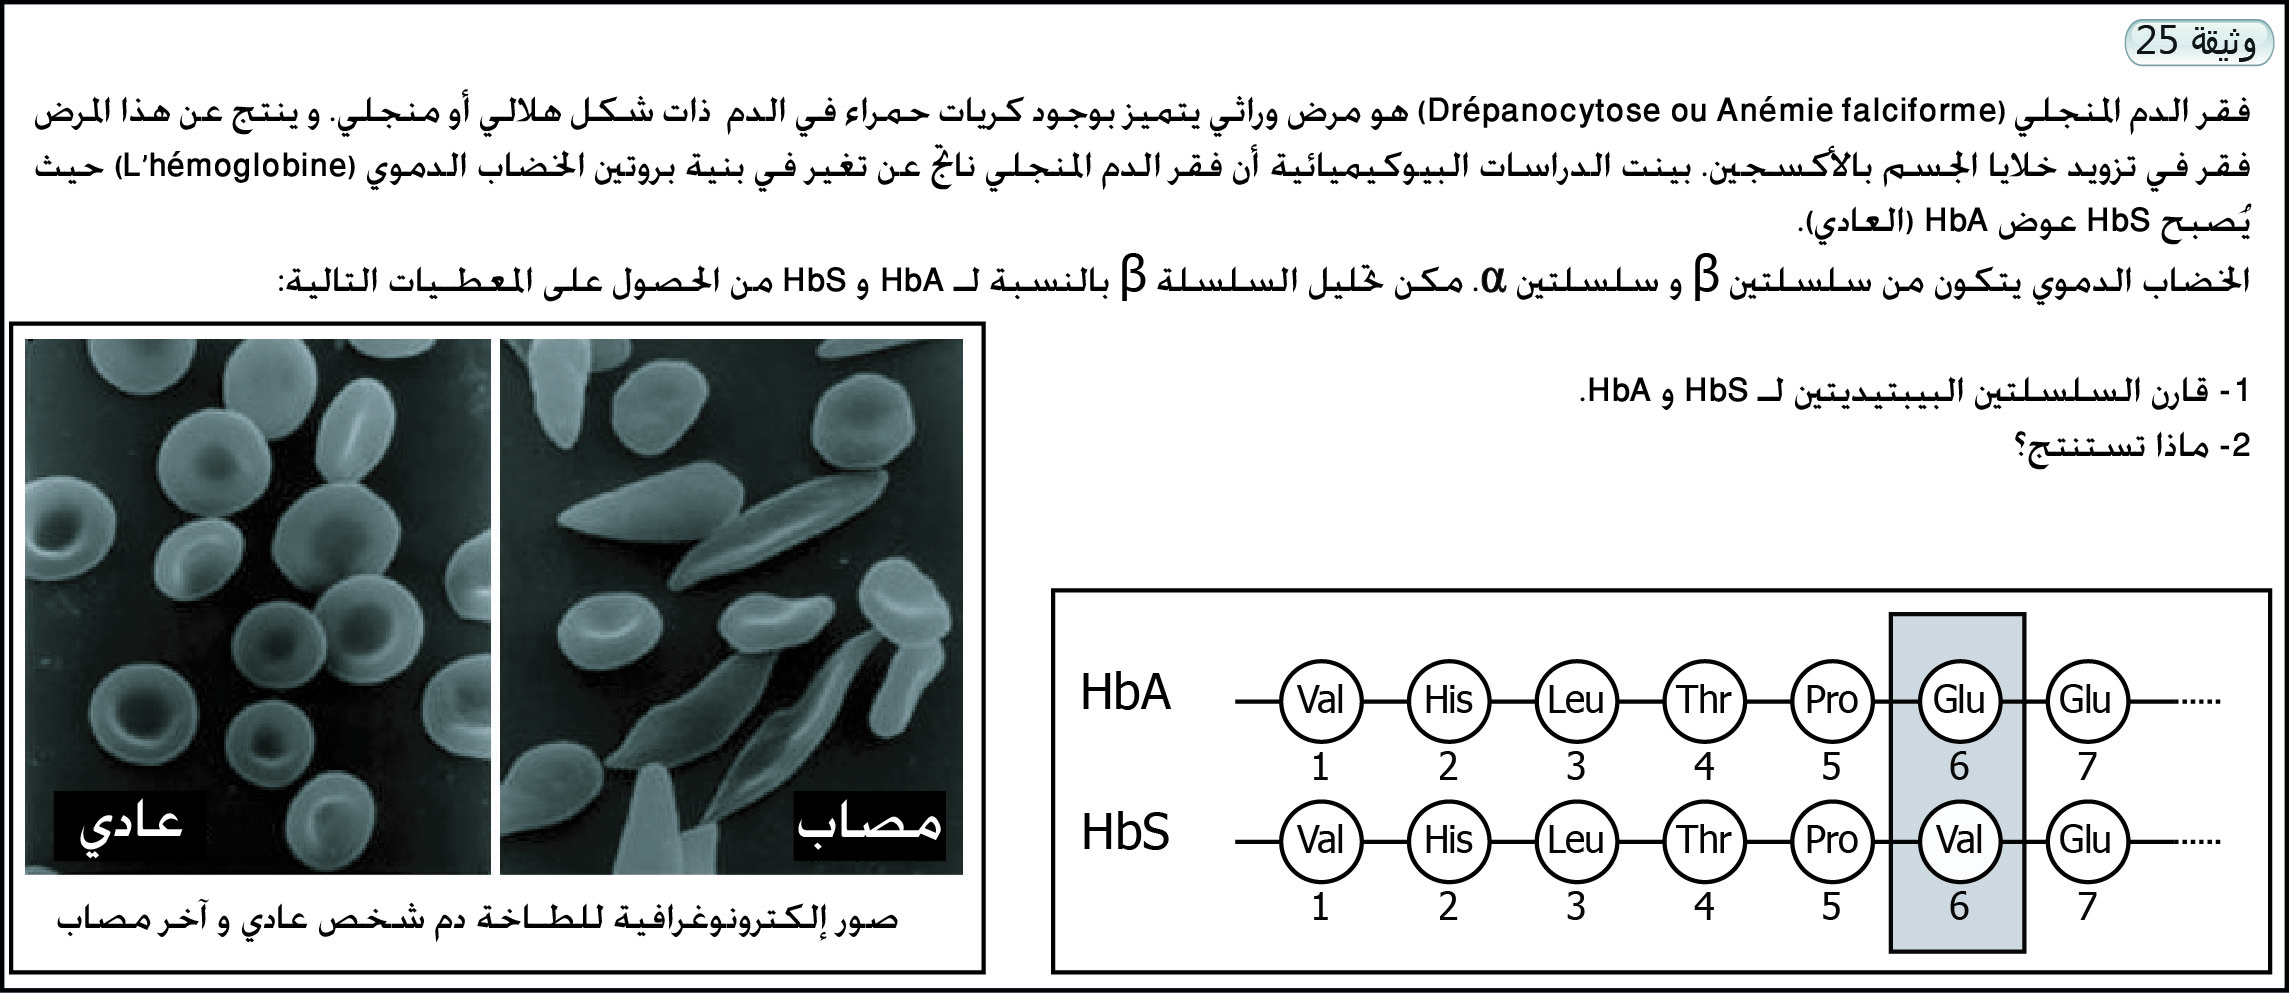 وثيقة 25
فقر الدم المنجلي (Drépanocytose ou Anémie falciforme) هو مرض وراثي يتميز بوجود كريات حمراء في الدم ذات شكل هلالي أو منجلي. و ينتج عن هذا المرض
فقر في تزويد خلايا الجسم بالأكسجين. بينت الدراسات البيوكيميائية أن فقر الدم المنجلي ناتج عن تغير في بنية بروتين الخضاب الدموي (L'hémoglobine) حيث
يُصبح HbS عوض HbA (العادي).
الخضاب الدموي يتكون من سلسلتين β و سلسلتين α. مكن تحليل السلسلة β بالنسبة لـ HbA و HbS من الحصول على المعطيات التالية:
1- قارن السلسلتين البيبتيديتين لـ HbS و HbA.
2- ماذا تستنتج؟
HbA Val His Leu Thr Pro Glu Glu ......
1 2 3 4 5 6 7
HbS Val His Leu Thr Pro Val Glu ......
1 2 3 4 5 6 7
مصاب
عادي
صور إلكترونوغرافية للطاخة دم شخص عادي و آخر مصاب